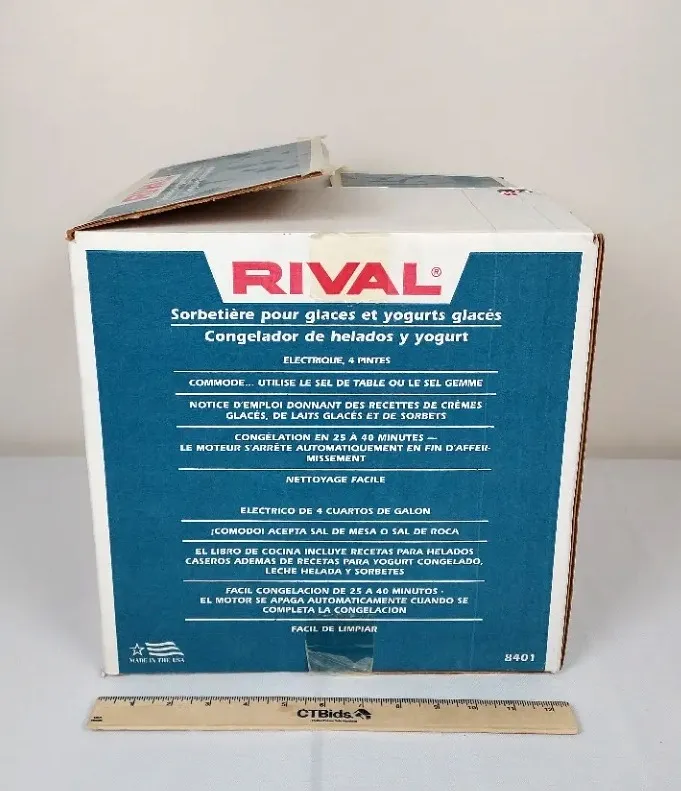 RIVAL
RIVAL®
Sorbetière pour glaces et yogurts glacés
Congelador de helados y yogurt
ELECTRIQUE, 4 PINTES
COMMODE... UTILISE LE SEL DE TABLE OU LE SEL GEMME
NOTICE D'EMPLOI DONNANT DES RECETTES DE CRÈMES
GLACÉS, DE LAITS GLACÉS ET DE SORBETS
CONGÉLATION EN 25 À 40 MINUTES —
LE MOTEUR S'ARRÊTE AUTOMATIQUEMENT EN FIN D'AFFER-
MISSEMENT
NETTOYAGE FACILE
ELECTRICO DE 4 CUARTOS DE GALON
¡COMODO! ACEPTA SAL DE MESA O SAL DE ROCA
EL LIBRO DE COCINA INCLUYE RECETAS PARA HELADOS
CASEROS ADEMAS DE RECETAS PARA YOGURT CONGELADO,
LECHE HELADA Y SORBETES
FACIL CONGELACION DE 25 A 40 MINUTOS ·
EL MOTOR SE APAGA AUTOMATICAMENTE CUANDO SE
COMPLETA LA CONGELACION
FACIL DE LIMPIAR
MADE IN THE USA
8401
CTBids